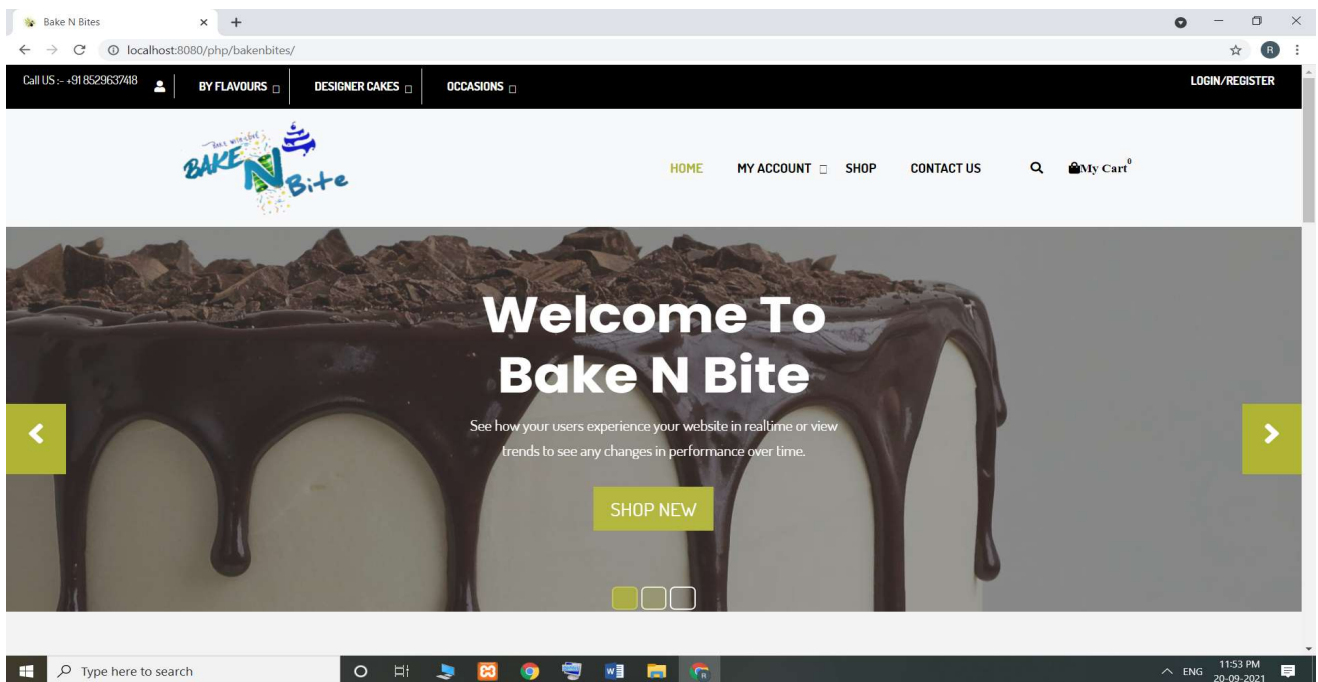 Bake N Bites
localhost:8080/php/bakenbites/
R
Call US :- +91 8529637418 BY FLAVOURS DESIGNER CAKES OCCASIONS LOGIN/REGISTER
BAKE N Bite
HOME MY ACCOUNT SHOP CONTACT US My Cart 0
Welcome To
Bake N Bite
See how your users experience your website in realtime or view
trends to see any changes in performance over time.
SHOP NEW
Type here to search
ENG
11:53 PM
20-09-2021